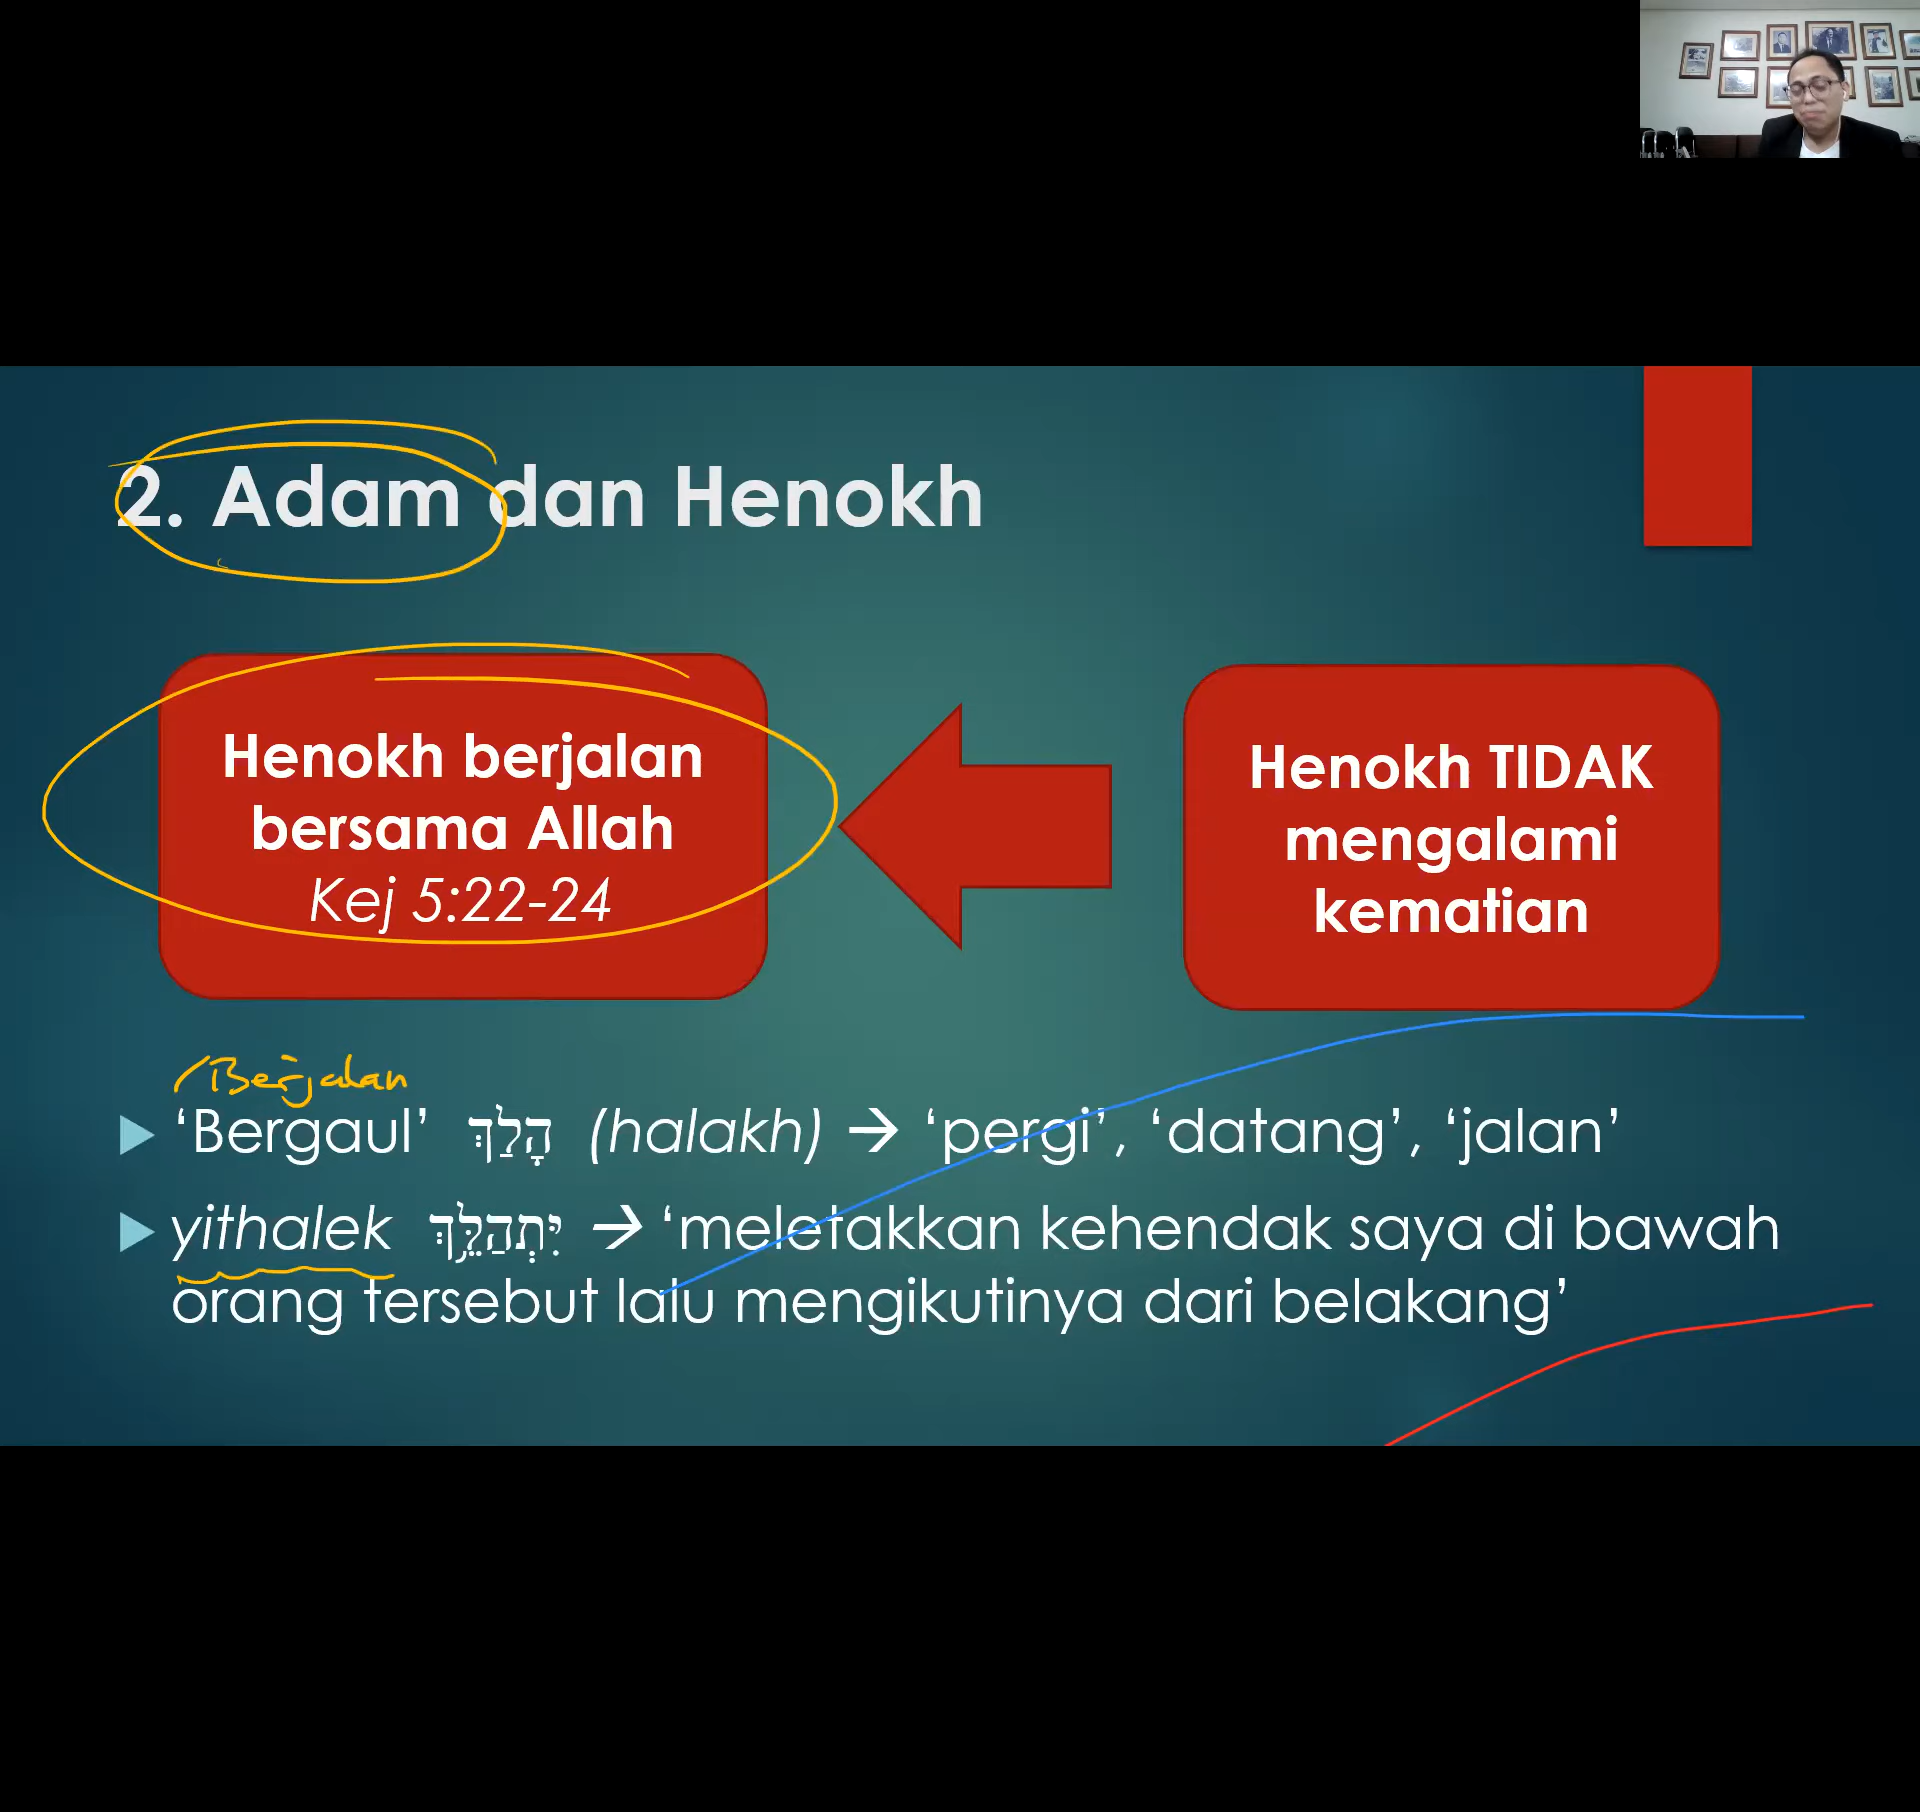 2. Adam dan Henokh
Henokh berjalan
bersama Allah
Kej 5:22-24
Henokh TIDAK
mengalami
kematian
/Berjalan
‘Bergaul’ הָלַךְ (halakh) → ‘pergi’, ‘datang’, ‘jalan’
yithalek יִּתְהַלֵּךְ → ‘meletakkan kehendak saya di bawah
orang tersebut lalu mengikutinya dari belakang’